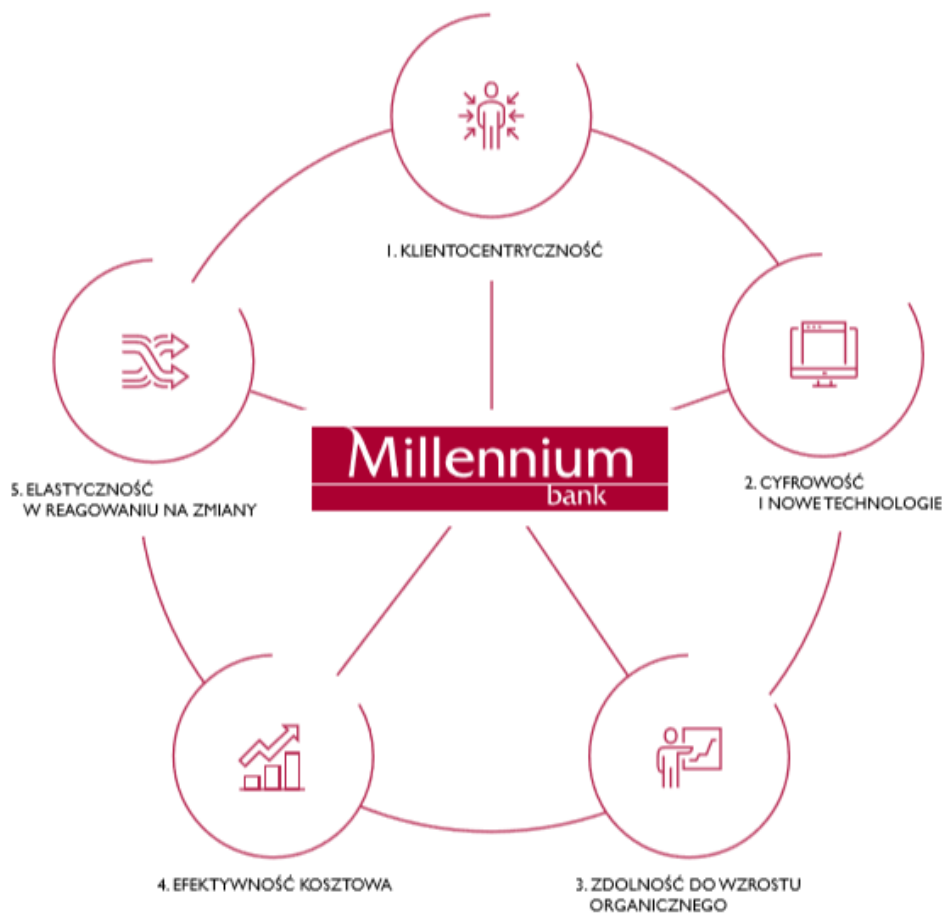 1. KLIENTOCENTRYCZNOŚĆ
Millennium
bank
5. ELASTYCZNOŚĆ
W REAGOWANIU NA ZMIANY
2. CYFROWOŚĆ
I NOWE TECHNOLOGIE
4. EFEKTYWNOŚĆ KOSZTOWA
3. ZDOLNOŚĆ DO WZROSTU
ORGANICZNEGO